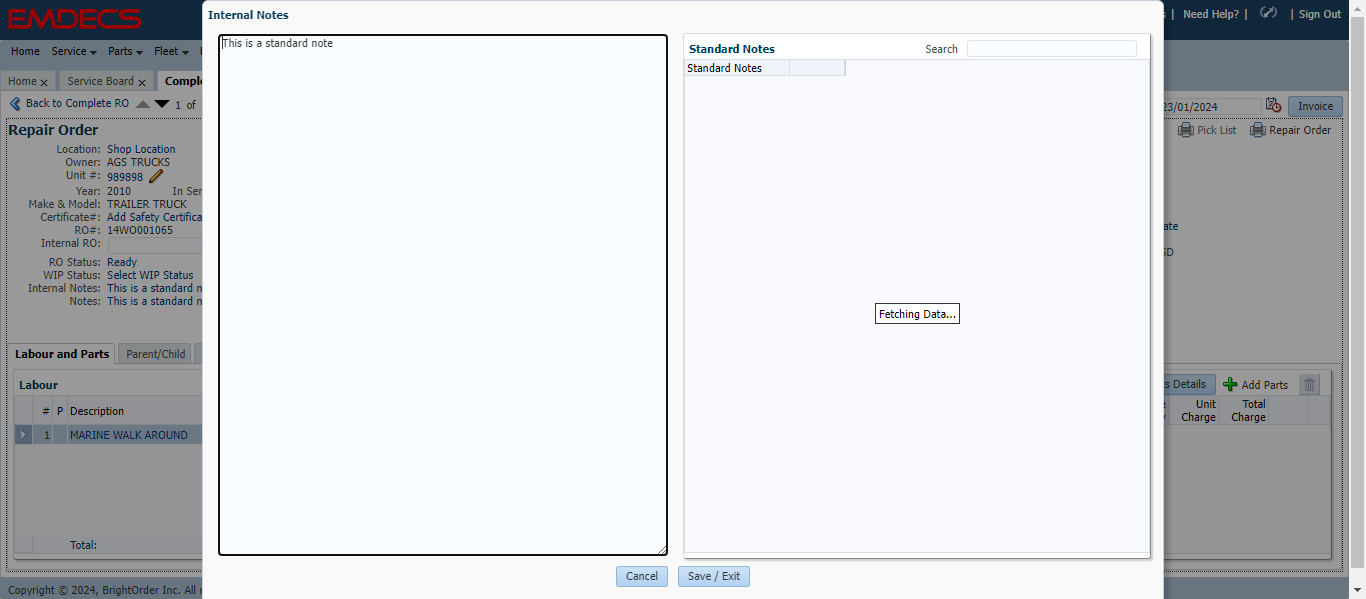 EMDECS
Need Help? | | Sign Out
Home Service Parts Fleet
Home x Service Board x Comple
Back to Complete RO 1 of
23/01/2024 Invoice
Pick List Repair Order
Repair Order
Location: Shop Location
Owner: AGS TRUCKS
Unit #: 989898
Year: 2010 In Ser
Make & Model: TRAILER TRUCK
Certificate#: Add Safety Certifica
RO#: 14WO001065
Internal RO:
RO Status: Ready
WIP Status: Select WIP Status
Internal Notes: This is a standard n
Notes: This is a standard n
Labour and Parts Parent/Child
Labour
# P Description
1 MARINE WALK AROUND
Total:
Copyright © 2024, BrightOrder Inc. All r
Internal Notes
This is a standard note
Standard Notes Search
Standard Notes
Fetching Data...
Cancel Save / Exit
ate
SD
s Details Add Parts
Unit Charge Total Charge